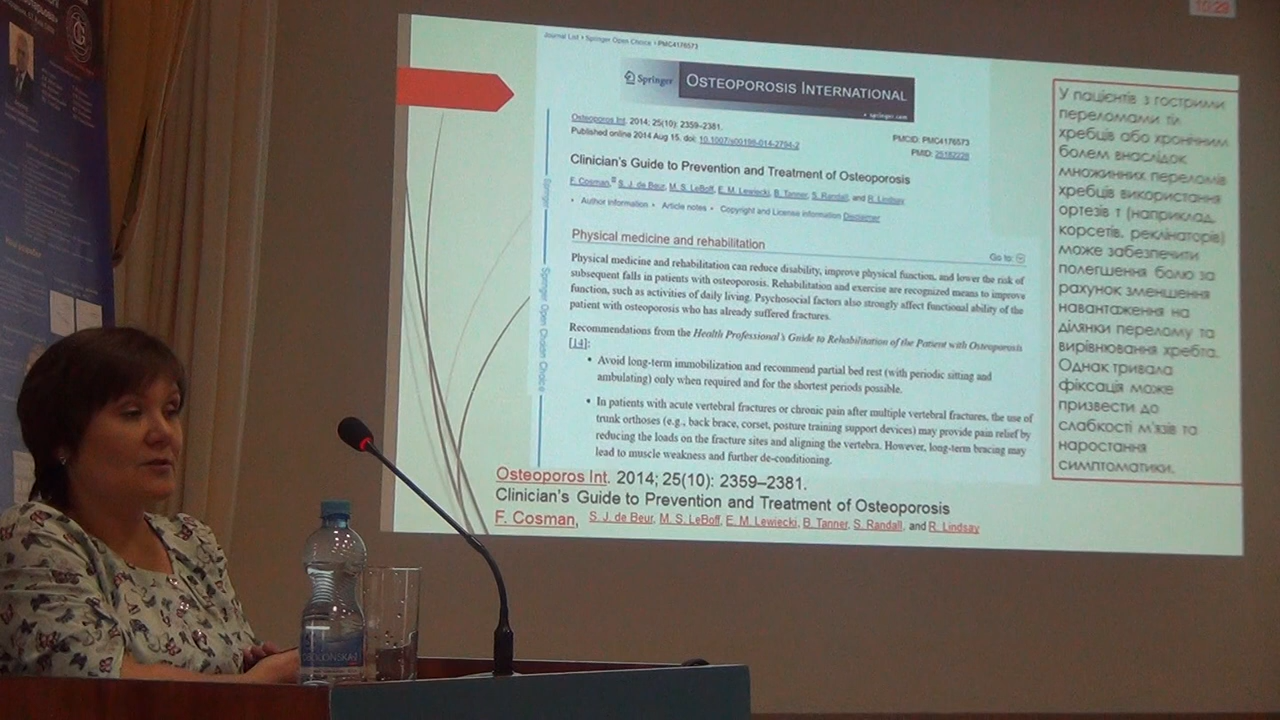 15:29
Journal List > Springer Open Choice > PMC4176573
Springer
OSTEOPOROSIS INTERNATIONAL
springer.com
Osteoporos Int. 2014; 25(10): 2359–2381.
Published online 2014 Aug 15. doi: 10.1007/s00198-014-2794-2
PMCID: PMC4176573
PMID: 25182228
Clinician's Guide to Prevention and Treatment of Osteoporosis
F. Cosman, S. J. de Beur, M. S. LeBoff, E. M. Lewiecki, B. Tanner, S. Randall, and R. Lindsay
• Author information • Article notes • Copyright and License information Disclaimer
Physical medicine and rehabilitation
Go to:
Physical medicine and rehabilitation can reduce disability, improve physical function, and lower the risk of
subsequent falls in patients with osteoporosis. Rehabilitation and exercise are recognized means to improve
function, such as activities of daily living. Psychosocial factors also strongly affect functional ability of the
patient with osteoporosis who has already suffered fractures.
Recommendations from the Health Professional's Guide to Rehabilitation of the Patient with Osteoporosis
[14]:
• Avoid long-term immobilization and recommend partial bed rest (with periodic sitting and
ambulating) only when required and for the shortest periods possible.
• In patients with acute vertebral fractures or chronic pain after multiple vertebral fractures, the use of
trunk orthoses (e.g., back brace, corset, posture training support devices) may provide pain relief by
reducing the loads on the fracture sites and aligning the vertebra. However, long-term bracing may
lead to muscle weakness and further de-conditioning.
Springer Springer Open Choice Choice
Osteoporos Int. 2014; 25(10): 2359–2381.
Clinician's Guide to Prevention and Treatment of Osteoporosis
F. Cosman, S. J. de Beur, M. S. LeBoff, E. M. Lewiecki, B. Tanner, S. Randall, and R. Lindsay
У пацієнтів з гострими
переломами тіл
хребців або хронічним
болем внаслідок
множинних переломів
хребців використання
ортезів т (наприклад,
корсетів, реклінаторів)
може забезпечити
полегшення болю за
рахунок зменшення
навантаження на
ділянки перелому та
вирівнювання хребта.
Однак тривала
фіксація може
призвести до
слабкості м'язів та
наростання
симптоматики.